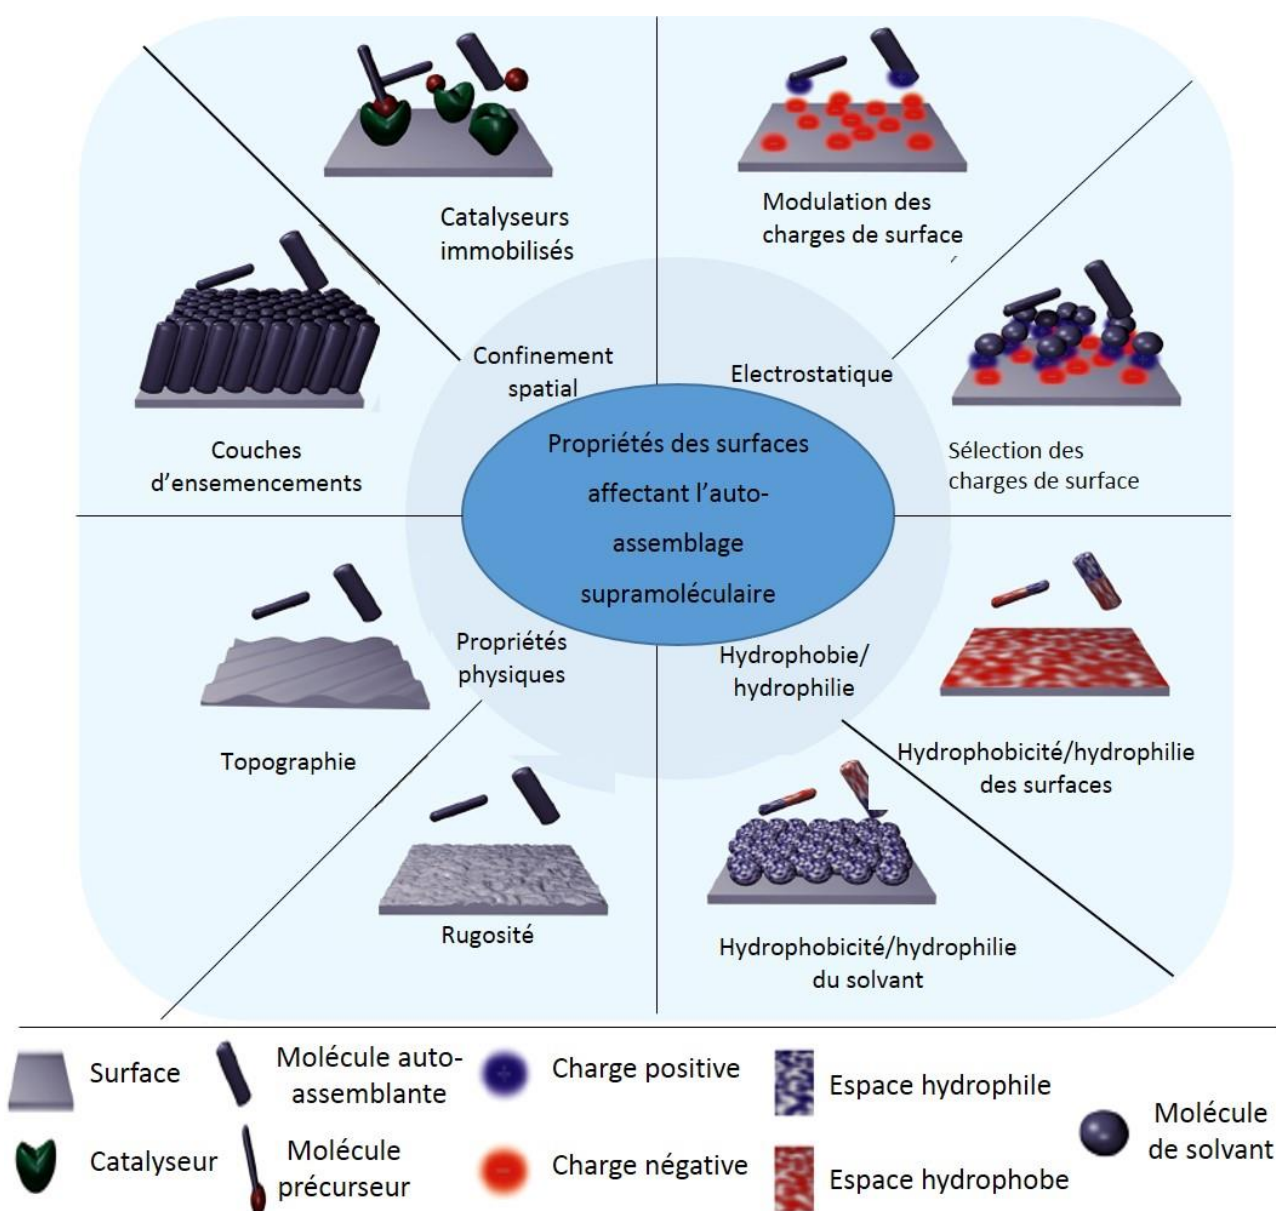 Catalyseurs
immobilisés
Modulation des
charges de surface
Couches
d'ensemencements
Confinement
spatial
Electrostatique
Sélection des
charges de surface
Propriétés des surfaces
affectant l'auto-
assemblage
supramoléculaire
Topographie
Propriétés
physiques
Rugosité
Hydrophobie/
hydrophilie
Hydrophobicité/hydrophilie
des surfaces
Hydrophobicité/hydrophilie
du solvant
Surface
Molécule auto-
assemblante
Charge positive
Espace hydrophile
Molécule
de solvant
Catalyseur
Molécule
précurseur
Charge négative
Espace hydrophobe